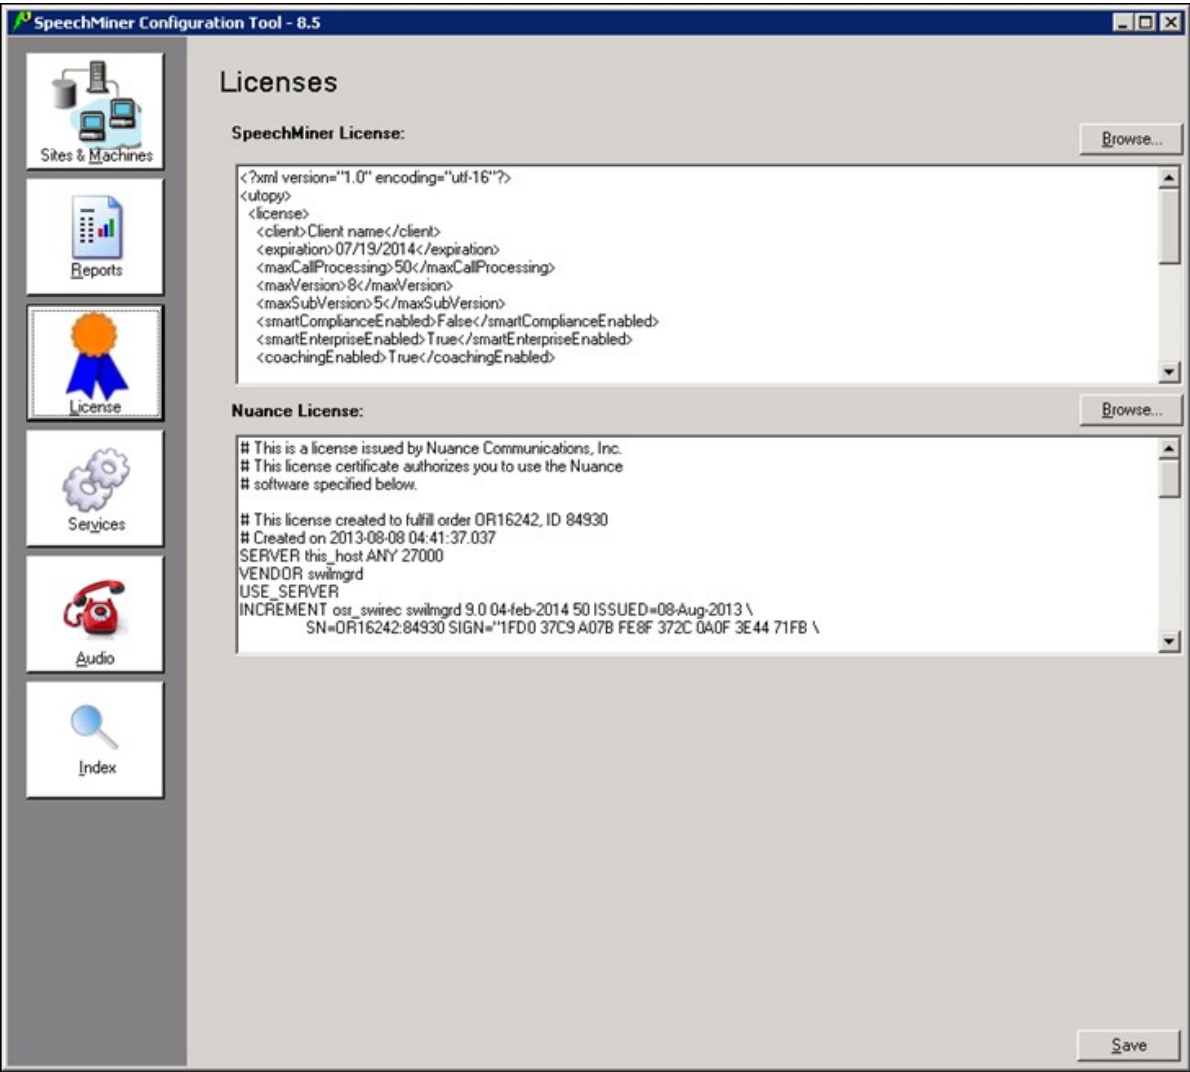 SpeechMiner Configuration Tool - 8.5
Sites & Machines
Reports
License
Services
Audio
Index
Licenses
SpeechMiner License:
Browse...
<?xml version="1.0" encoding="utf-16"?>
<utopy>
<license>
<client>Client name</client>
<expiration>07/19/2014</expiration>
<maxCallProcessing>50</maxCallProcessing>
<maxVersion>8</maxVersion>
<maxSubVersion>5</maxSubVersion>
<smartComplianceEnabled>False</smartComplianceEnabled>
<smartEnterpriseEnabled>True</smartEnterpriseEnabled>
<coachingEnabled>True</coachingEnabled>
Nuance License:
Browse...
# This is a license issued by Nuance Communications, Inc.
# This license certificate authorizes you to use the Nuance
# software specified below.
# This license created to fulfill order OR16242, ID 84930
# Created on 2013-08-08 04:41:37.037
SERVER this_host ANY 27000
VENDOR swilmgrd
USE_SERVER
INCREMENT osr_swirec swilmgrd 9.0 04-feb-2014 50 ISSUED=08-Aug-2013 \
SN=OR16242:84930 SIGN="1FD0 37C9 A07B FE8F 372C 0A0F 3E44 71FB \
Save